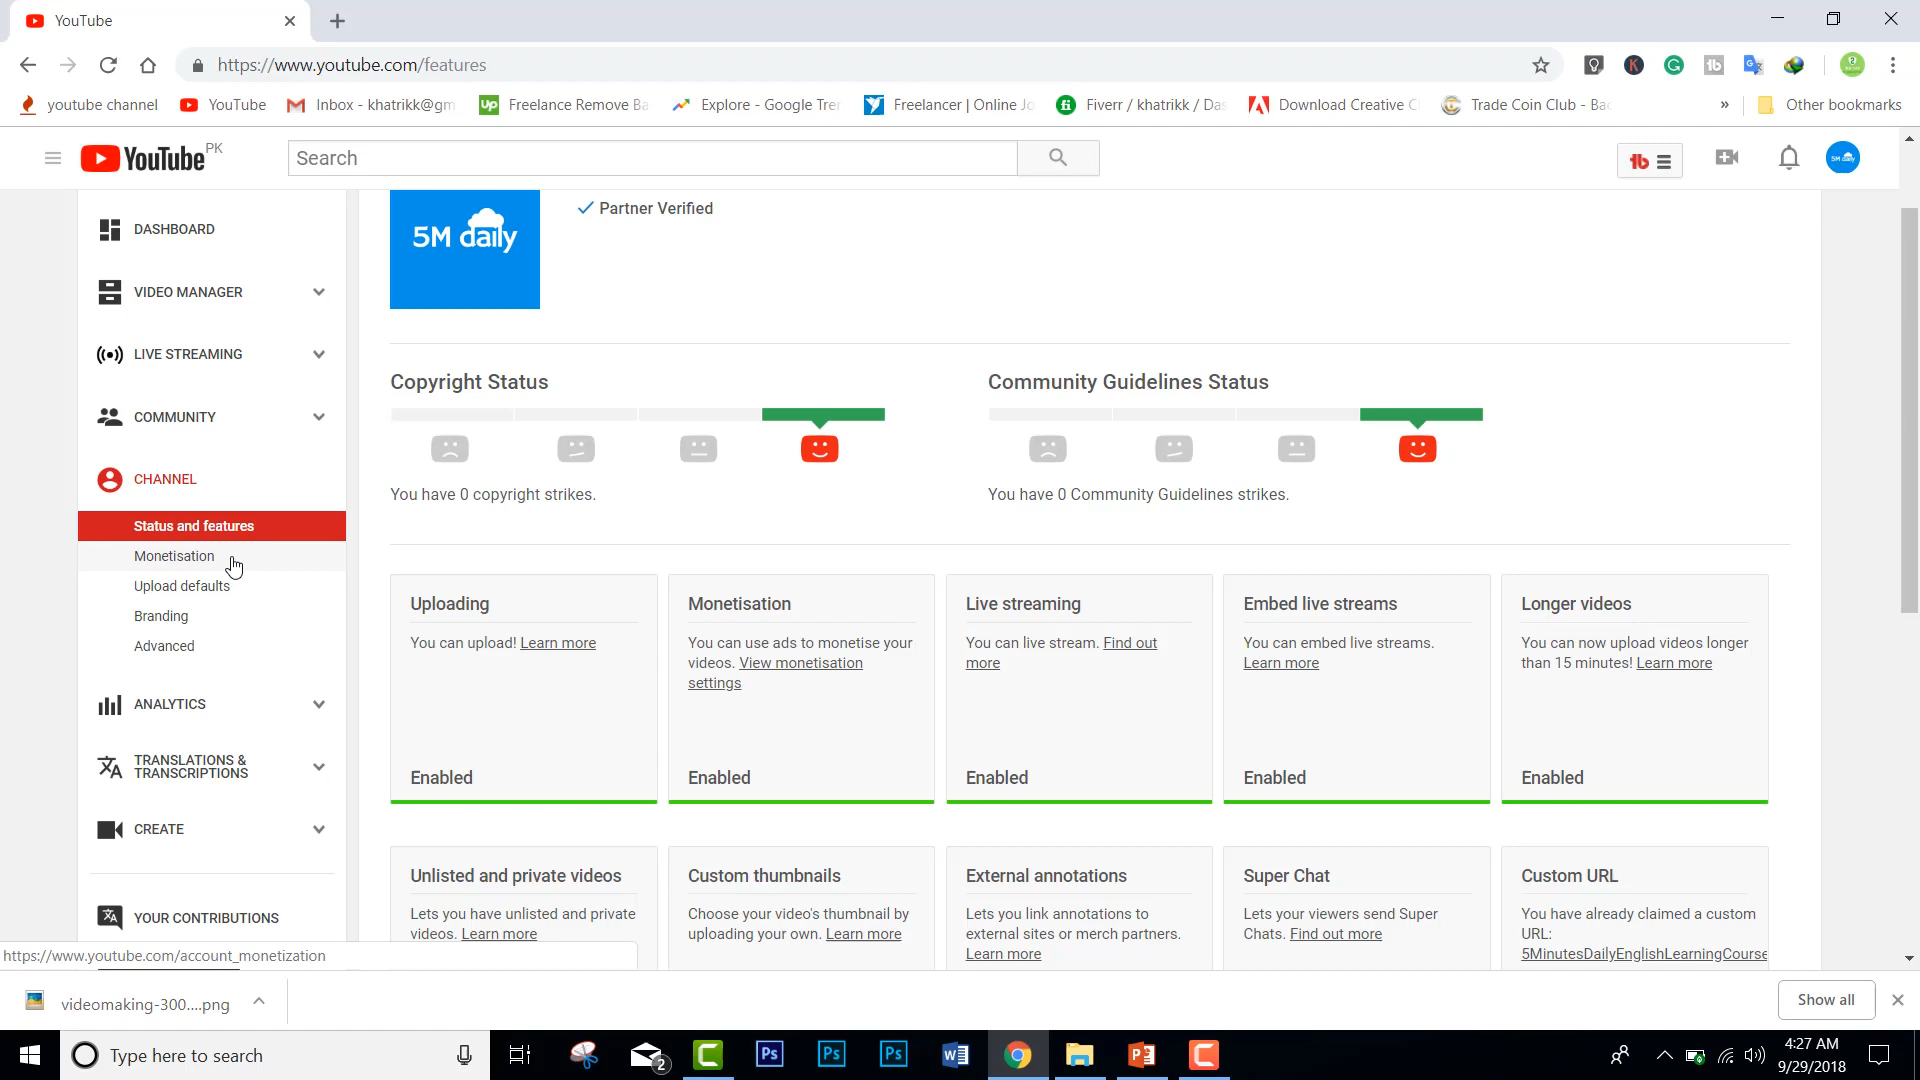 YouTube
https://www.youtube.com/features
youtube channel
YouTube
Inbox - khatrikk@gm
Freelance Remove Ba
Explore - Google Tren
Freelancer | Online Jo
Fiverr / khatrikk / Das
Download Creative C
Trade Coin Club - Bac
»
Other bookmarks
YouTube PK
Search
5M daily
DASHBOARD
VIDEO MANAGER
LIVE STREAMING
COMMUNITY
CHANNEL
Status and features
Monetisation
Upload defaults
Branding
Advanced
ANALYTICS
TRANSLATIONS &
TRANSCRIPTIONS
CREATE
YOUR CONTRIBUTIONS
https://www.youtube.com/account_monetization
5M daily
Partner Verified
Copyright Status
You have 0 copyright strikes.
Community Guidelines Status
You have 0 Community Guidelines strikes.
Uploading
You can upload! Learn more
Enabled
Monetisation
You can use ads to monetise your
videos. View monetisation
settings
Enabled
Live streaming
You can live stream. Find out
more
Enabled
Embed live streams
You can embed live streams.
Learn more
Enabled
Longer videos
You can now upload videos longer
than 15 minutes! Learn more
Enabled
Unlisted and private videos
Lets you have unlisted and private
videos. Learn more
Custom thumbnails
Choose your video's thumbnail by
uploading your own. Learn more
External annotations
Lets you link annotations to
external sites or merch partners.
Learn more
Super Chat
Lets your viewers send Super
Chats. Find out more
Custom URL
You have already claimed a custom
URL:
5MinutesDailyEnglishLearningCourse
videomaking-300....png
Show all
Type here to search
2
Ps
Ps
Ps
4:27 AM
9/29/2018